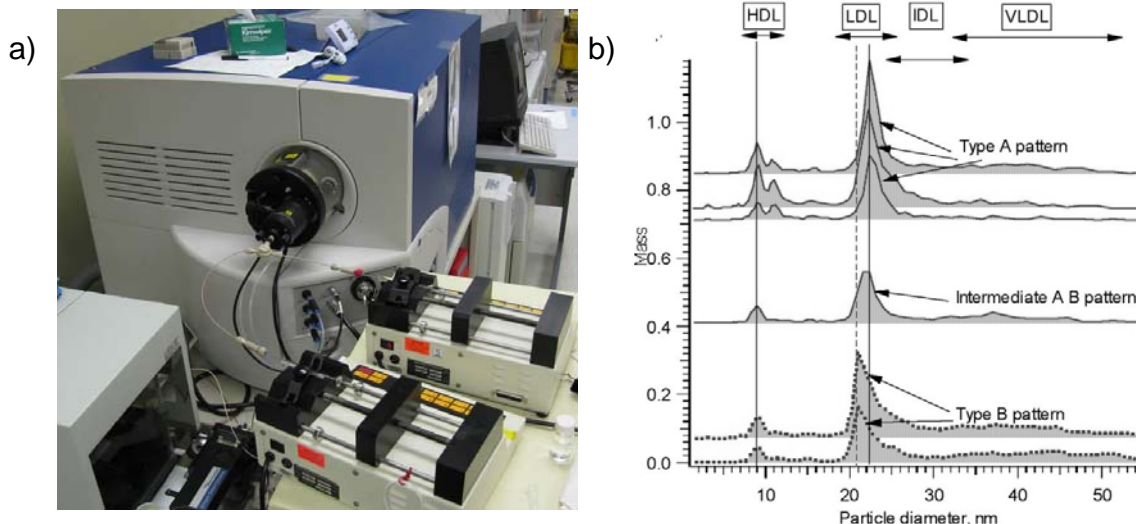 a)
Kimwipes
b)
HDL LDL IDL VLDL
Type A pattern
Intermediate A B pattern
Type B pattern
Mass
1.0
0.8
0.6
0.4
0.2
0.0
10 20 30 40 50
Particle diameter, nm